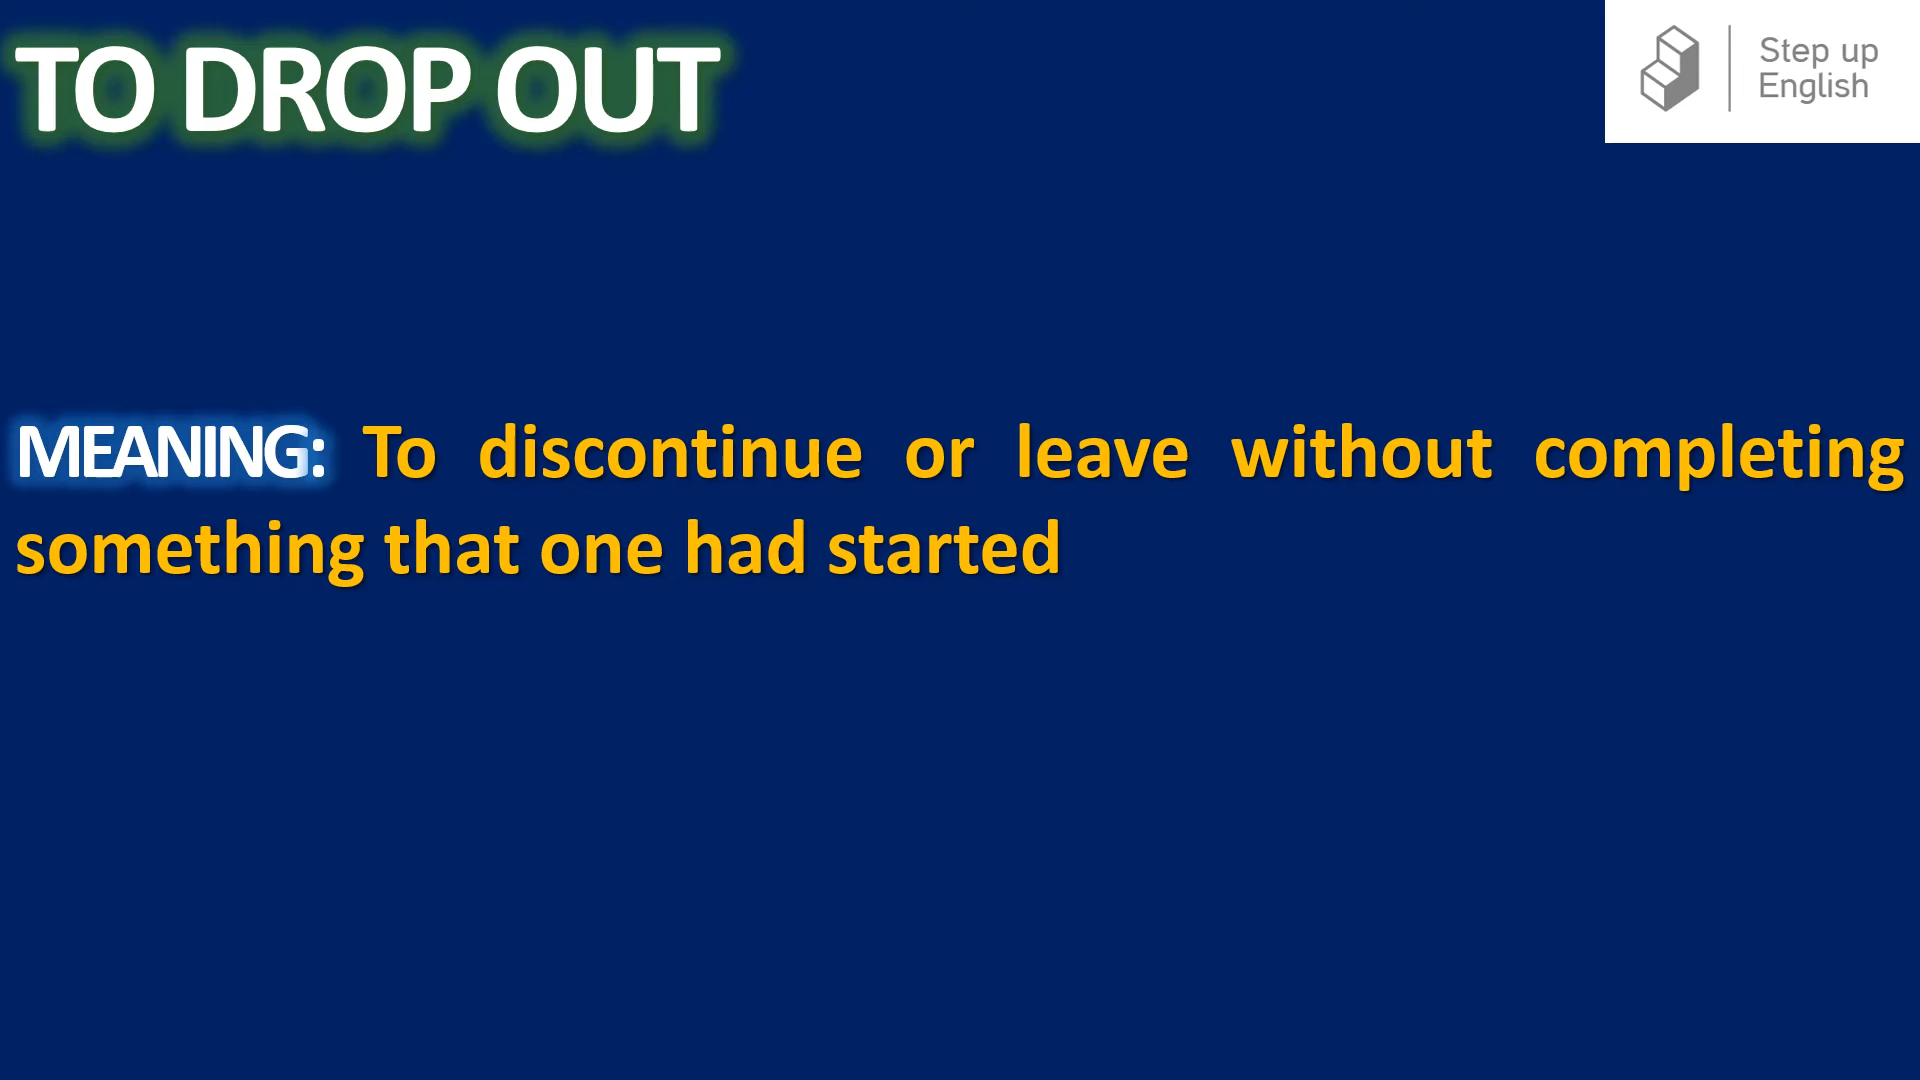 TO DROP OUT
Step up
English
MEANING: To discontinue or leave without completing
something that one had started